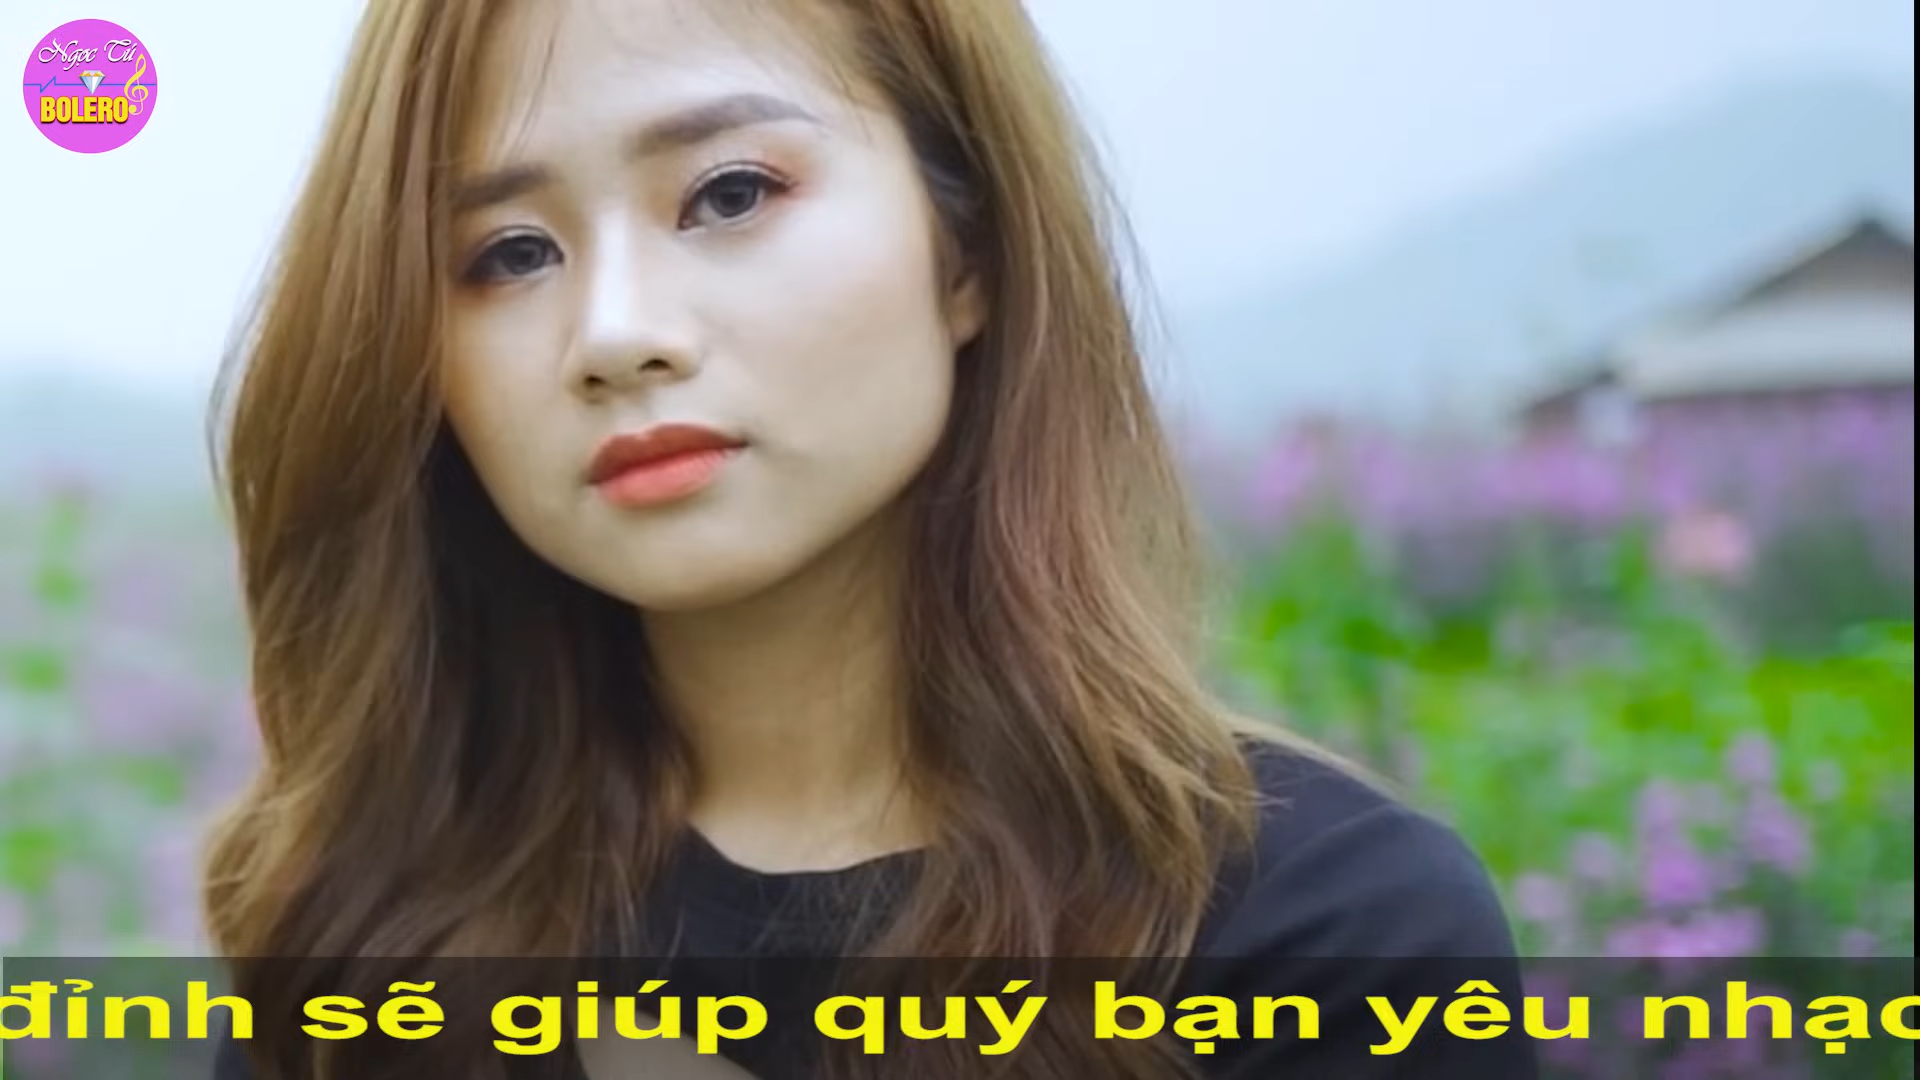 Ngọc Tú
BOLERO
đỉnh sẽ giúp quý bạn yêu nhạc